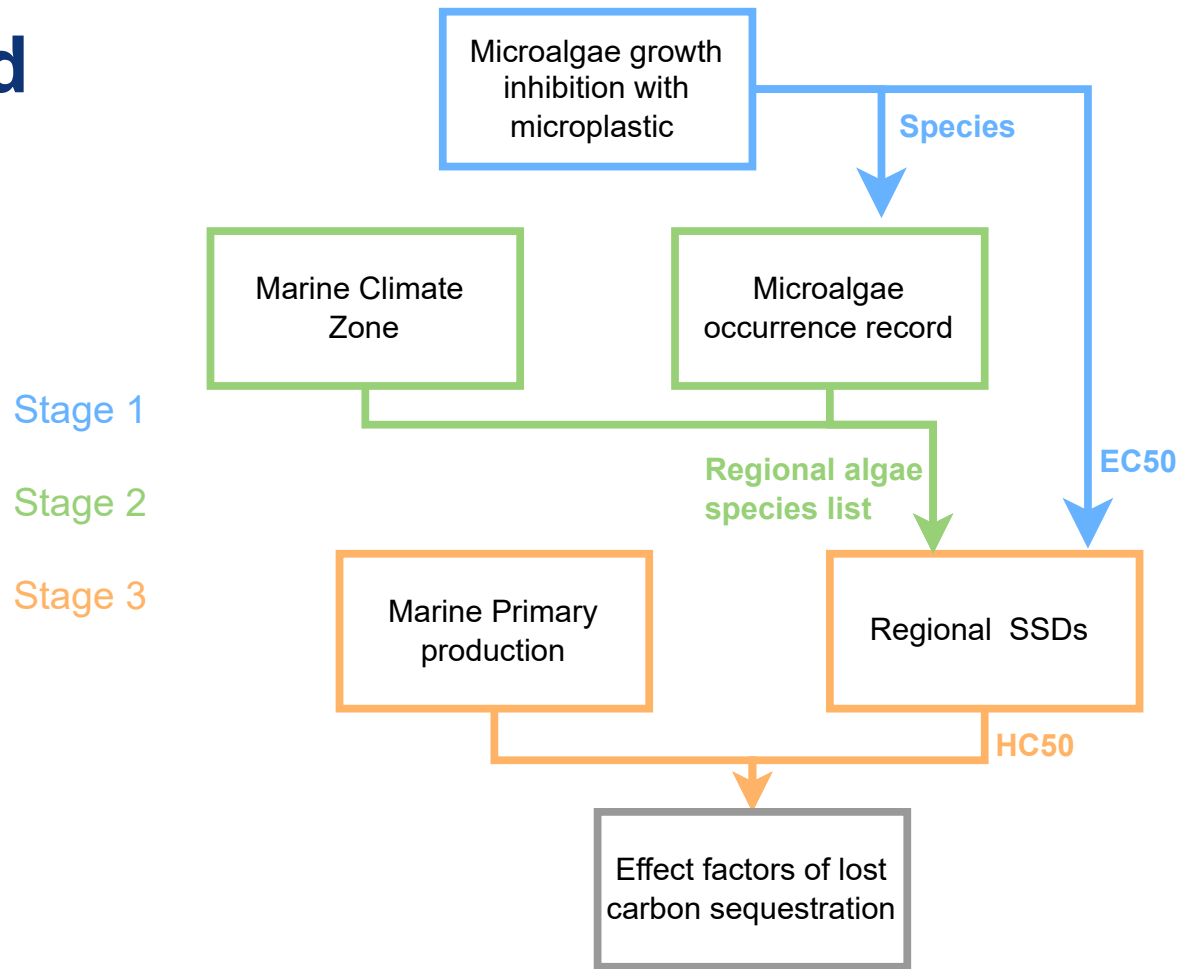 d
Microalgae growth
inhibition with
microplastic
Species
Marine Climate
Zone
Microalgae
occurrence record
Stage 1
Stage 2
Stage 3
Regional algae
species list
EC50
Marine Primary
production
Regional SSDs
HC50
Effect factors of lost
carbon sequestration